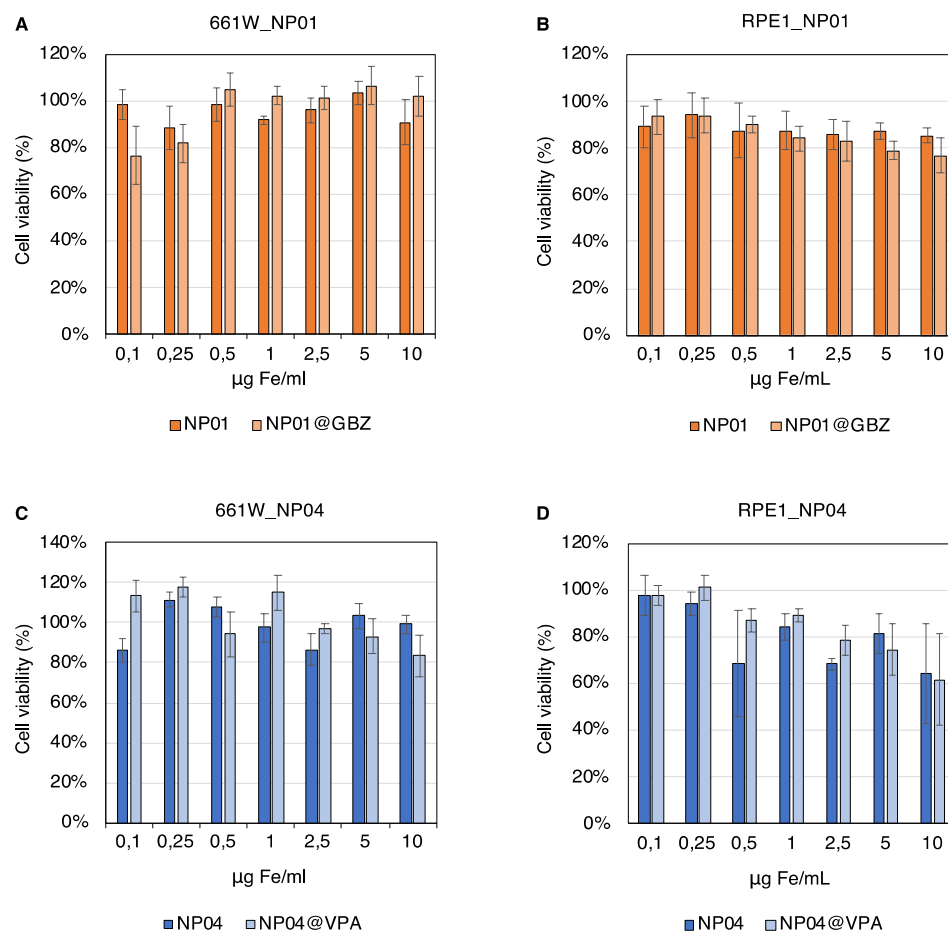 A
661W_NP01
120%
100%
80%
60%
40%
20%
0%
Cell viability (%)
0,1 0,25 0,5 1 2,5 5 10
µg Fe/ml
NP01 NP01@GBZ
B
RPE1_NP01
120%
100%
80%
60%
40%
20%
0%
Cell viability (%)
0,1 0,25 0,5 1 2,5 5 10
µg Fe/mL
NP01 NP01@GBZ
C
661W_NP04
140%
120%
100%
80%
60%
40%
20%
0%
Cell viability (%)
0,1 0,25 0,5 1 2,5 5 10
µg Fe/ml
NP04 NP04@VPA
D
RPE1_NP04
120%
100%
80%
60%
40%
20%
0%
Cell viability (%)
0,1 0,25 0,5 1 2,5 5 10
µg Fe/mL
NP04 NP04@VPA